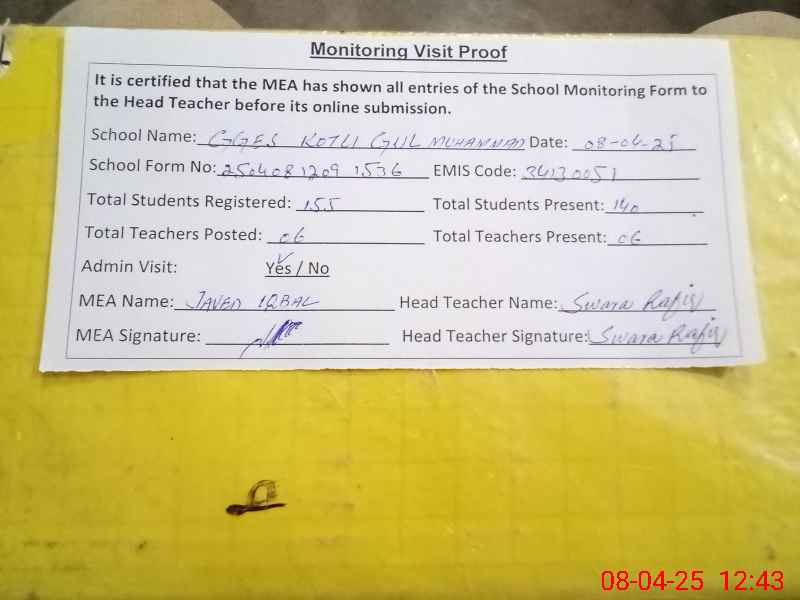 Monitoring Visit Proof
It is certified that the MEA has shown all entries of the School Monitoring Form to
the Head Teacher before its online submission.
School Name: GGES KOTLI GUL MUHAMMAD Date: 08-04-25
School Form No: 2504081209 1536 EMIS Code: 34130051
Total Students Registered: 155 Total Students Present: 140
Total Teachers Posted: 06 Total Teachers Present: 06
Admin Visit: Yes / No
MEA Name: JAVED IQBAL Head Teacher Name: Swara Rafiq
MEA Signature: Head Teacher Signature: Swara Rafiq
08-04-25 12:43